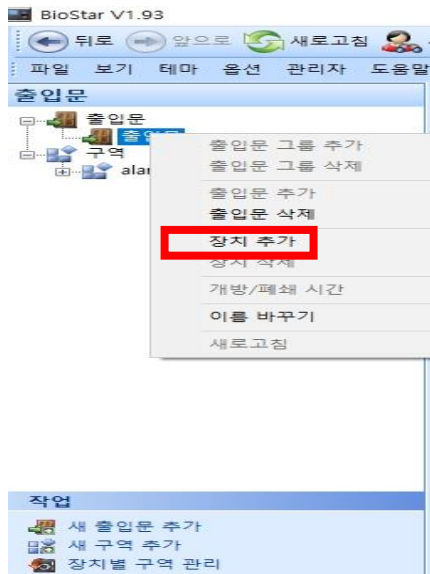 BioStar V1.93
뒤로 앞으로 새로고침
파일 보기 테마 옵션 관리자 도움말
출입문
출입문
출입문
구역
출입문 그룹 추가
출입문 그룹 삭제
출입문 추가
출입문 삭제
장치 추가
장치 삭제
개방/폐쇄 시간
이름 바꾸기
새로고침
작업
새 출입문 추가
새 구역 추가
장치별 구역 관리